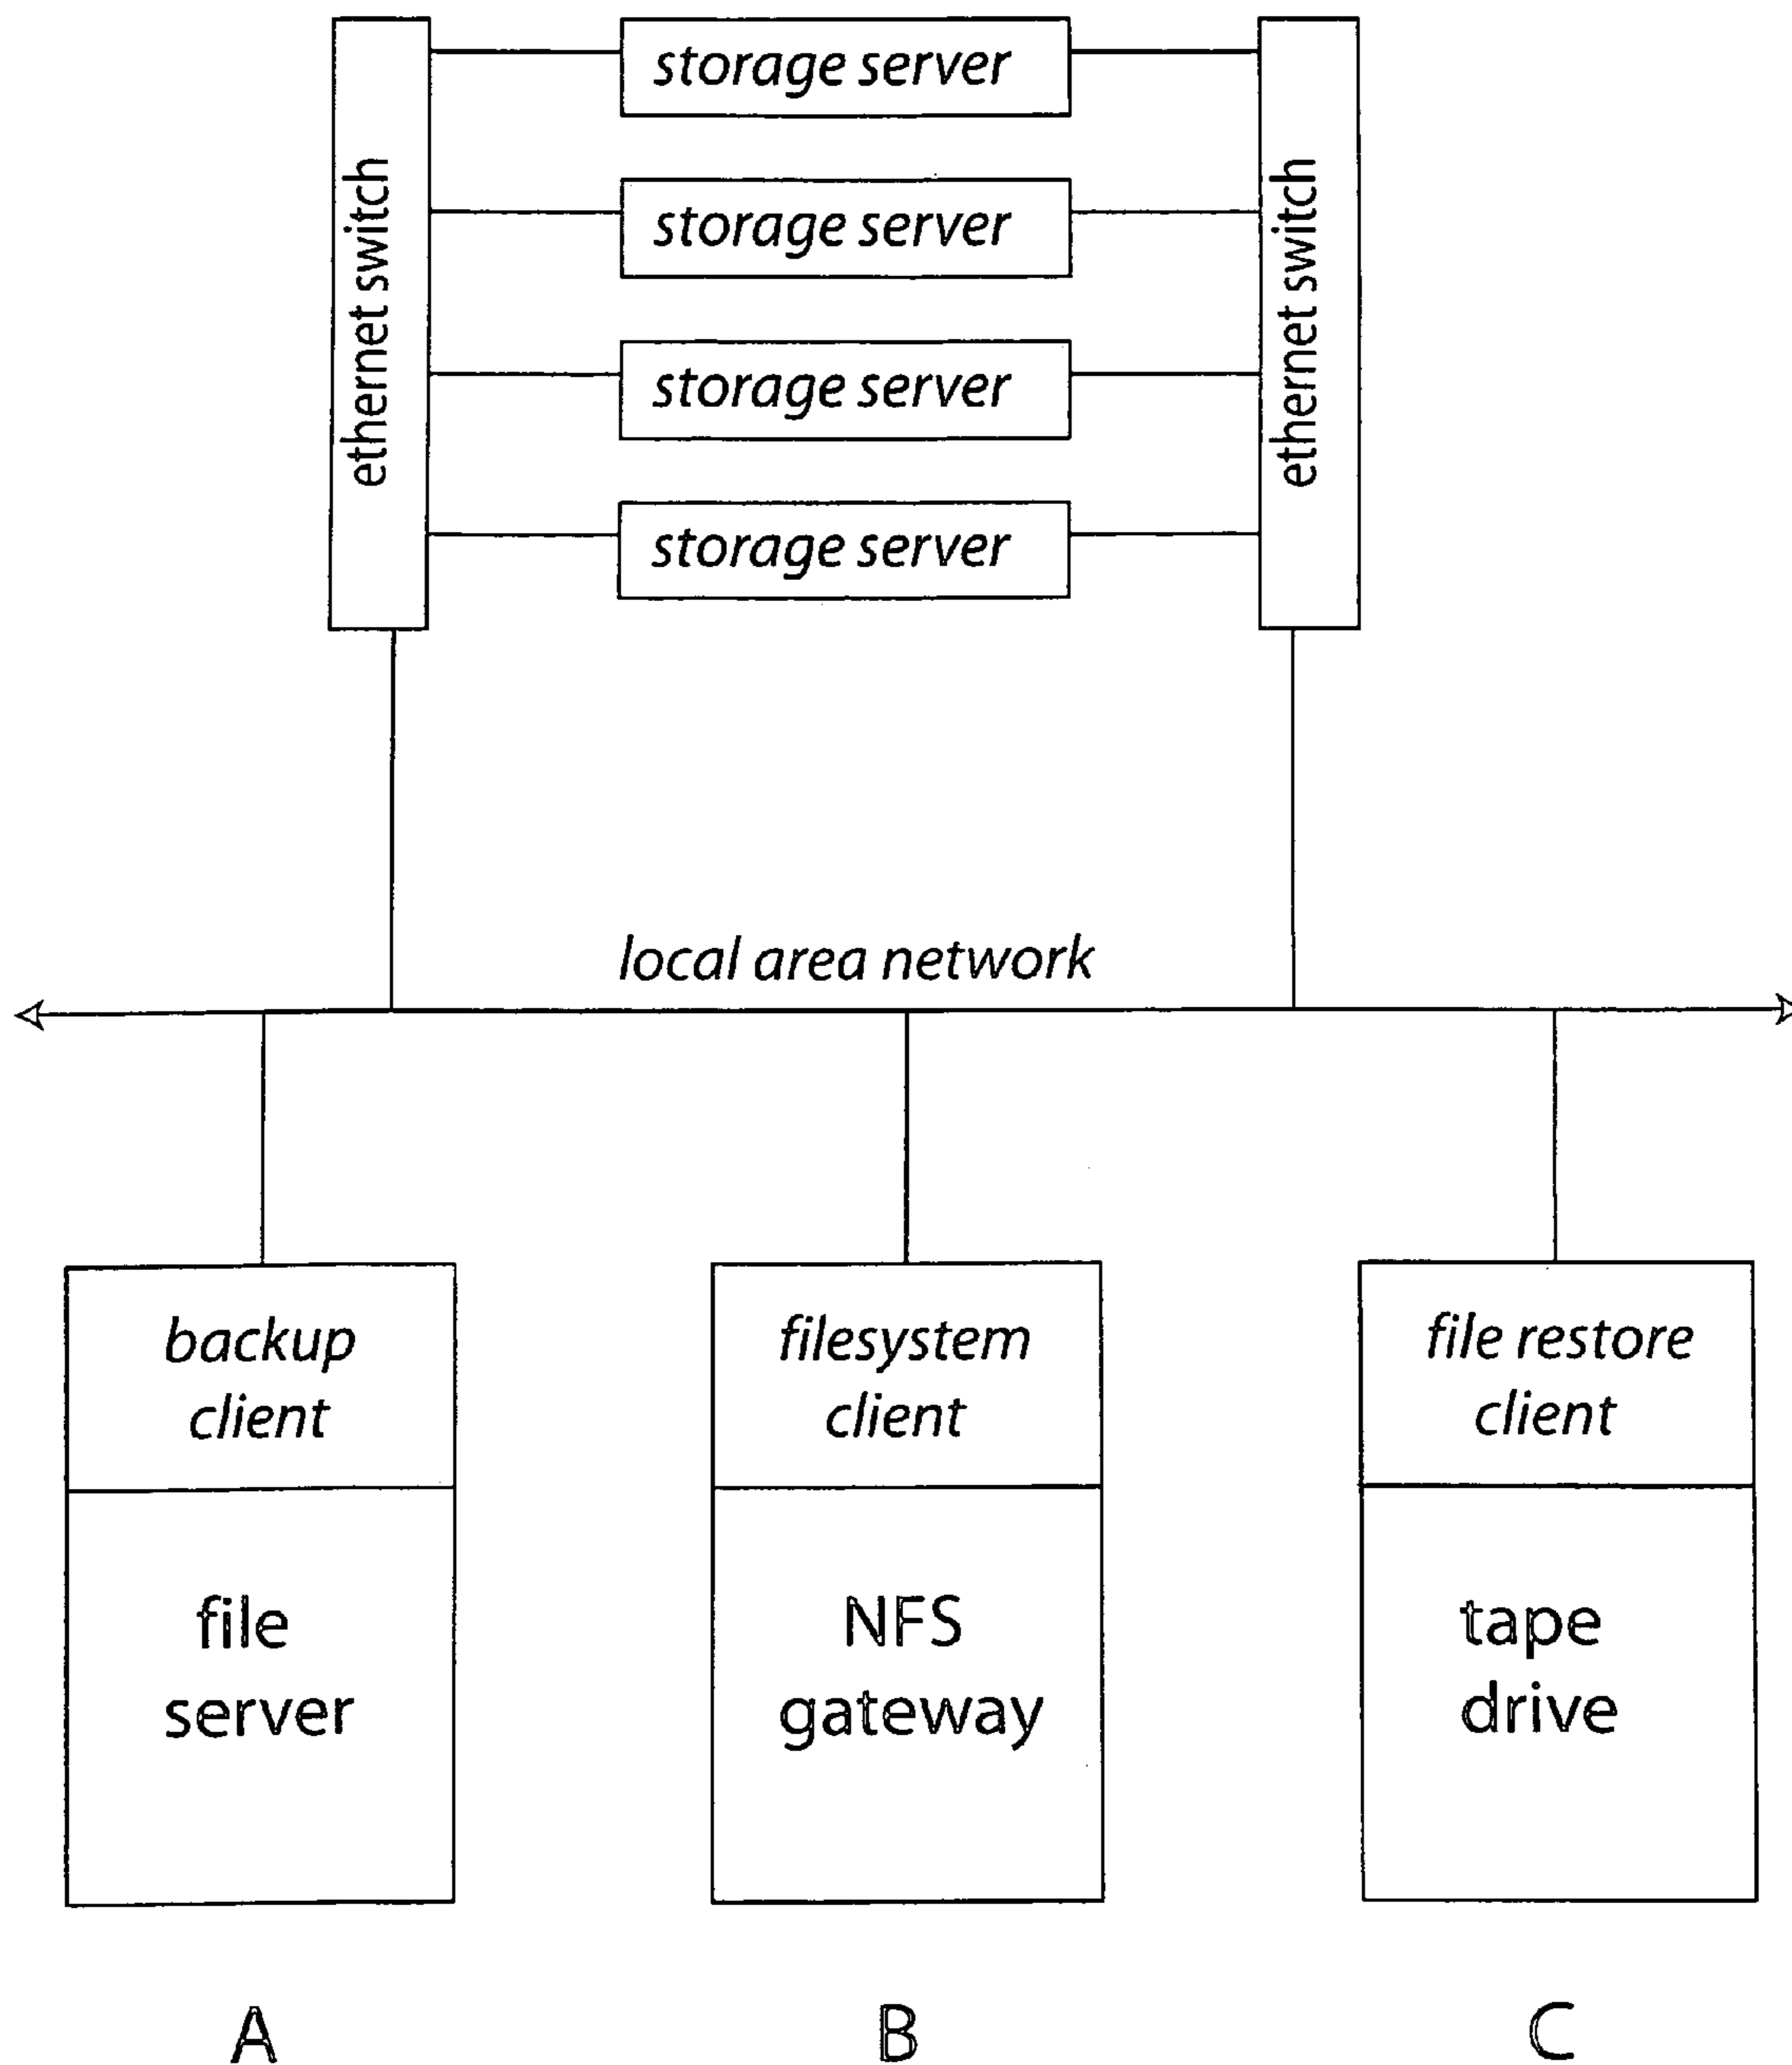 storage server
storage server
storage server
storage server
ethernet switch
ethernet switch
local area network
backup
client
file
server
filesystem
client
NFS
gateway
file restore
client
tape
drive
A
B
C